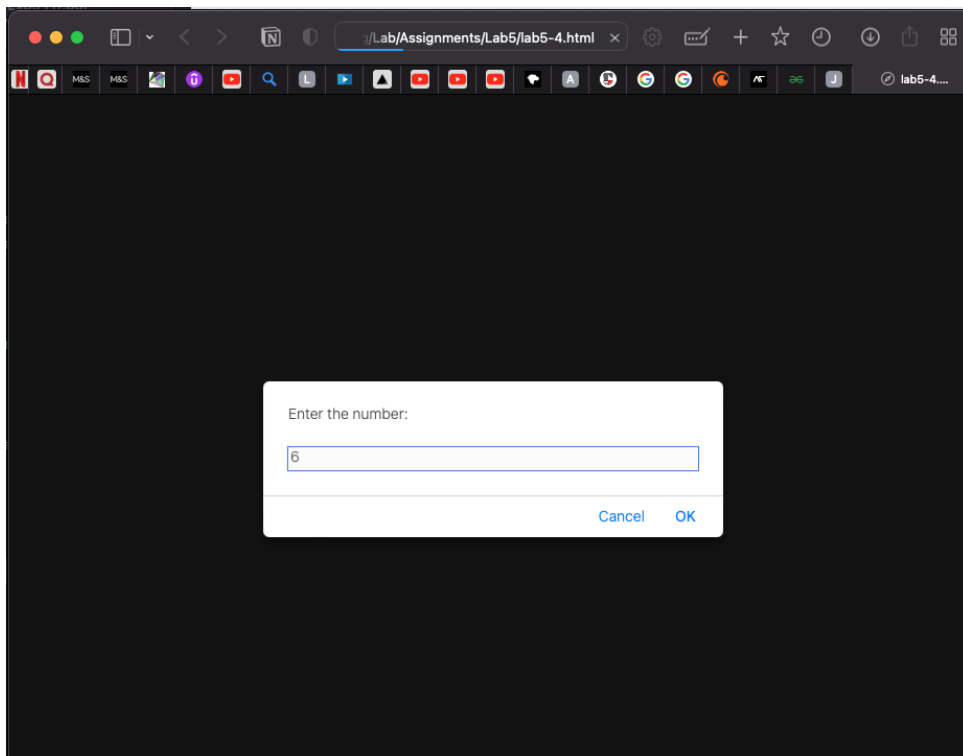 /Lab/Assignments/Lab5/lab5-4.html
M&S
M&S
lab5-4....
Enter the number:
6
Cancel
OK